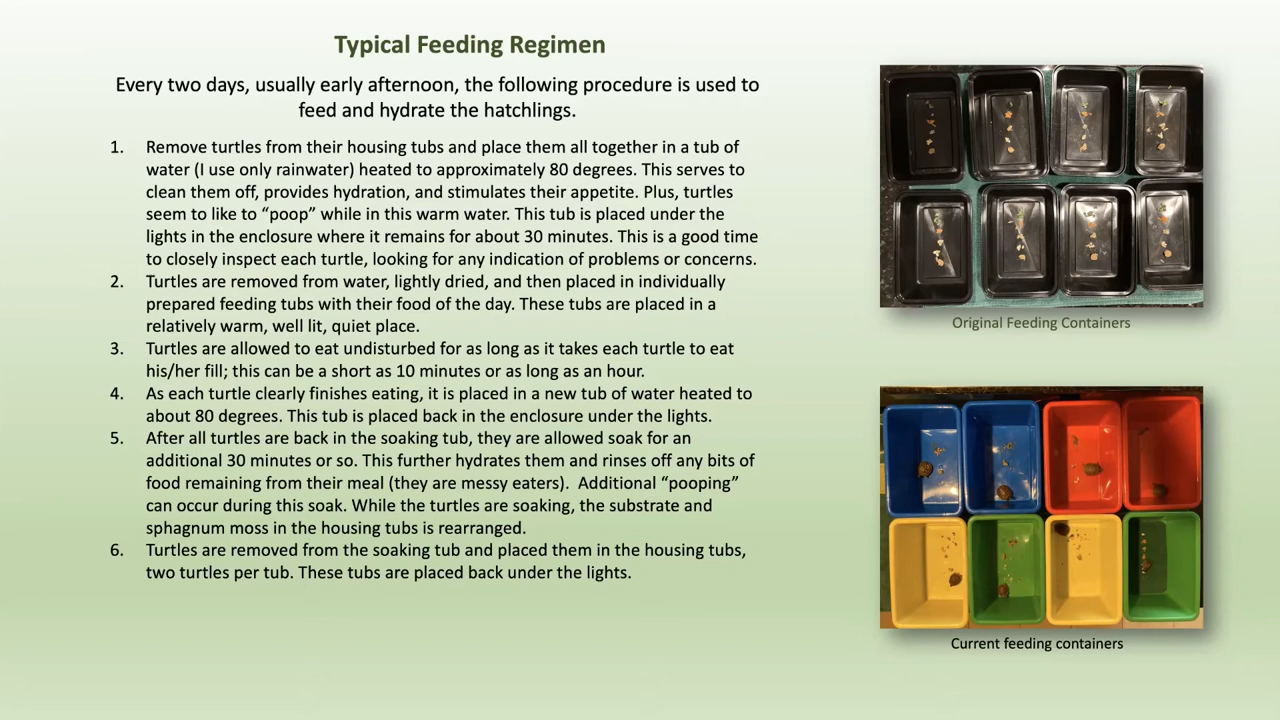 Typical Feeding Regimen
Every two days, usually early afternoon, the following procedure is used to
feed and hydrate the hatchlings.
1. Remove turtles from their housing tubs and place them all together in a tub of
water (I use only rainwater) heated to approximately 80 degrees. This serves to
clean them off, provides hydration, and stimulates their appetite. Plus, turtles
seem to like to “poop” while in this warm water. This tub is placed under the
lights in the enclosure where it remains for about 30 minutes. This is a good time
to closely inspect each turtle, looking for any indication of problems or concerns.
2. Turtles are removed from water, lightly dried, and then placed in individually
prepared feeding tubs with their food of the day. These tubs are placed in a
relatively warm, well lit, quiet place.
3. Turtles are allowed to eat undisturbed for as long as it takes each turtle to eat
his/her fill; this can be a short as 10 minutes or as long as an hour.
4. As each turtle clearly finishes eating, it is placed in a new tub of water heated to
about 80 degrees. This tub is placed back in the enclosure under the lights.
5. After all turtles are back in the soaking tub, they are allowed soak for an
additional 30 minutes or so. This further hydrates them and rinses off any bits of
food remaining from their meal (they are messy eaters).  Additional “pooping”
can occur during this soak. While the turtles are soaking, the substrate and
sphagnum moss in the housing tubs is rearranged.
6. Turtles are removed from the soaking tub and placed them in the housing tubs,
two turtles per tub. These tubs are placed back under the lights.
Original Feeding Containers
Current feeding containers